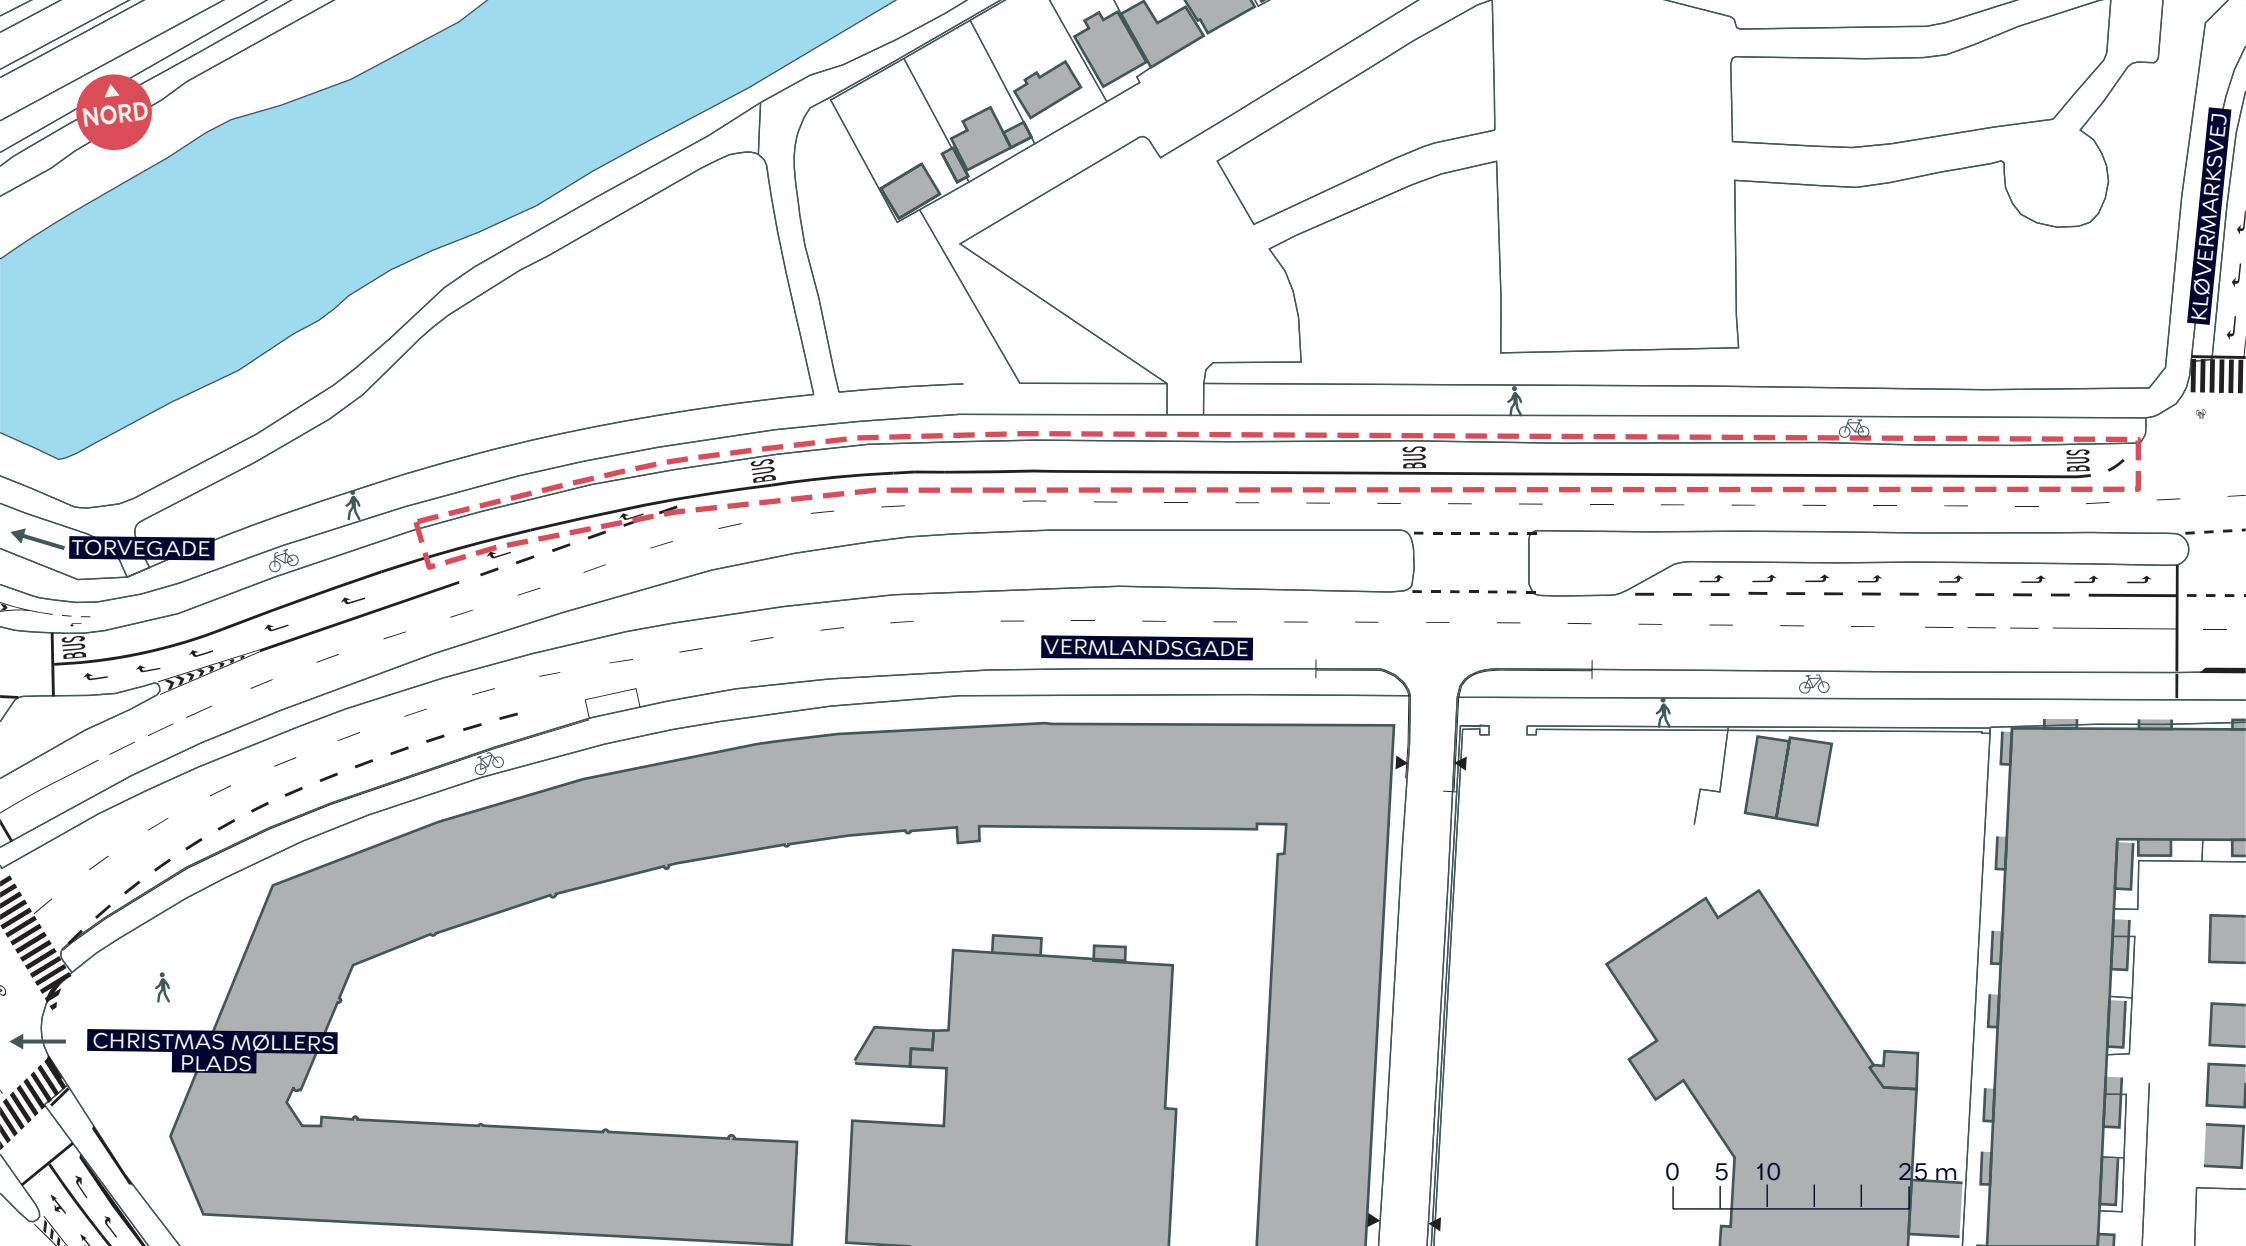 NORD
KLØVERMARKSVEJ
BUS
BUS
BUS
TORVEGADE
BUS
VERMLANDSGADE
CHRISTMAS MØLLERS
PLADS
0 5 10 25 m